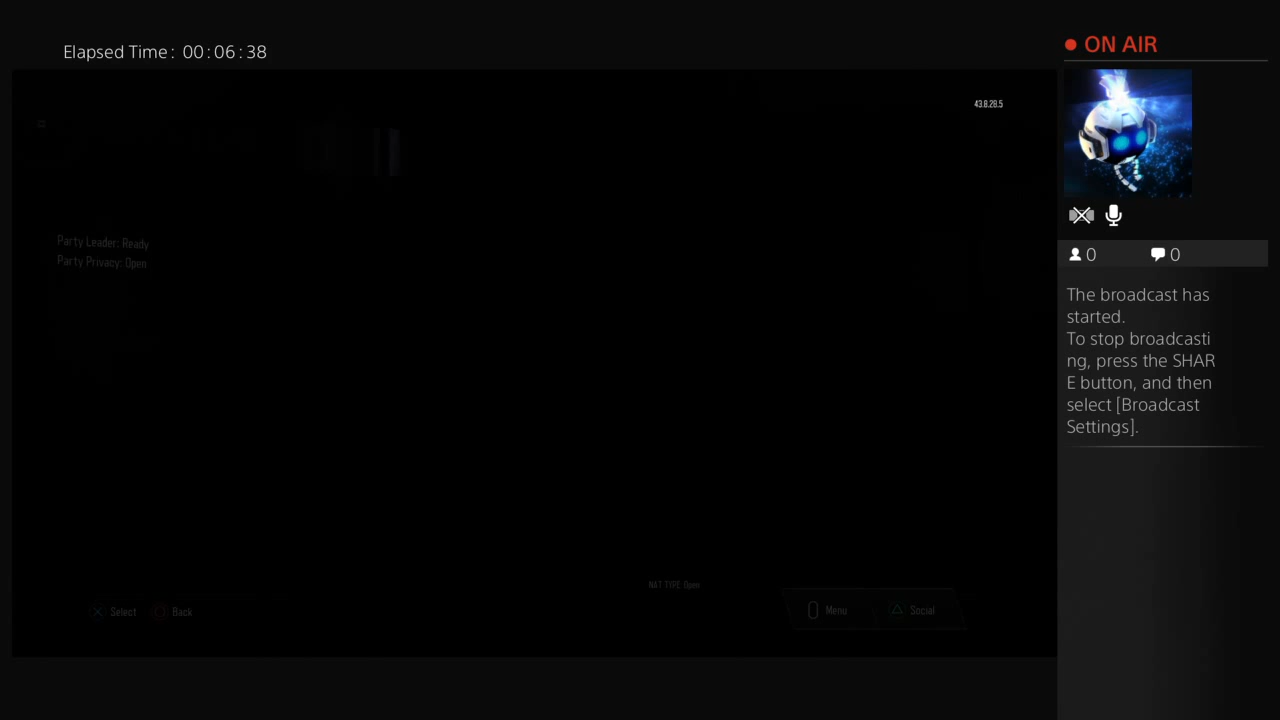 Elapsed Time: 00:06:38
ON AIR
43.8.28.5
Party Leader: Ready
Party Privacy: Open
0 0
The broadcast has
started.
To stop broadcasti
ng, press the SHAR
E button, and then
select [Broadcast
Settings].
NAT TYPE: Open
Select Back
Menu Social